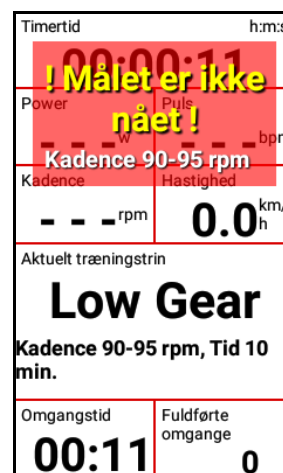 Timertid h:m:s
00:00:11
! Målet er ikke
nået !
Kadence 90-95 rpm
Power Puls
- - - w - - - bpm
Kadence Hastighed
- - - rpm 0.0 km/
h
Aktuelt træningstrin
Low Gear
Kadence 90-95 rpm, Tid 10
min.
Omgangstid Fuldførte
omgange
00:11 0